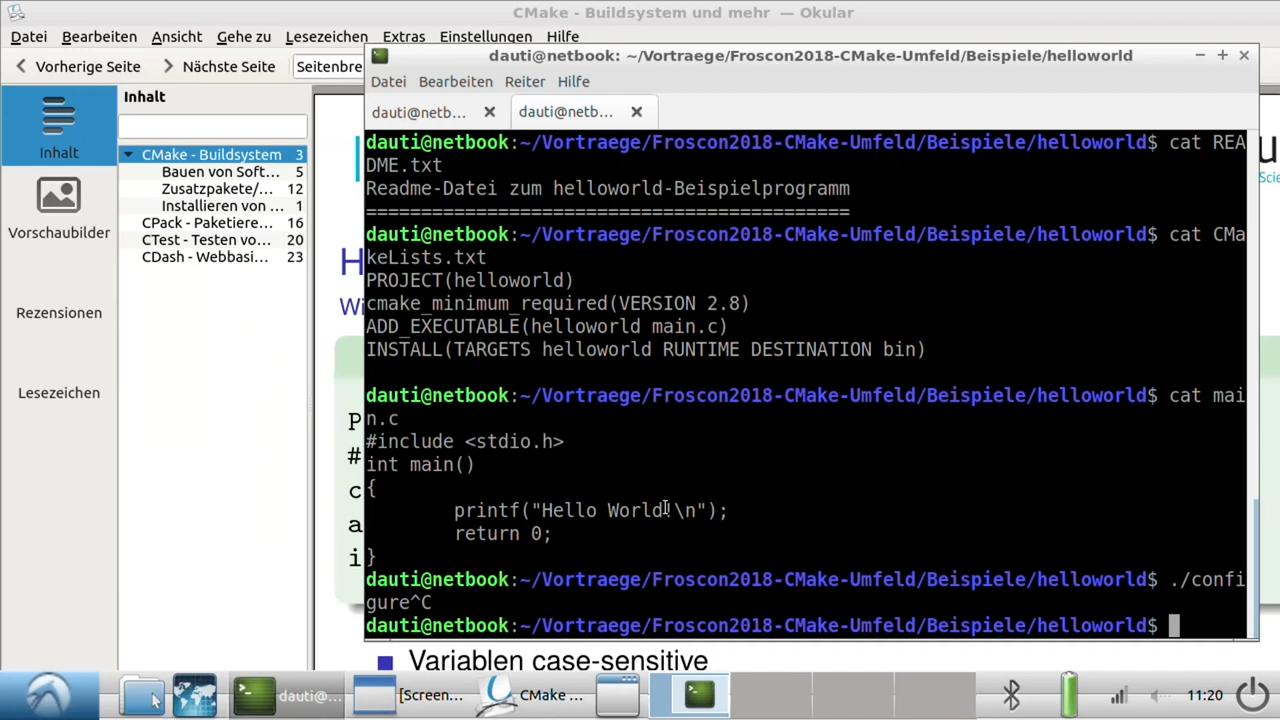 CMake - Buildsystem und mehr — Okular
Datei Bearbeiten Ansicht Gehe zu Lesezeichen Extras Einstellungen Hilfe
Vorherige Seite Nächste Seite Seitenbre
Inhalt
Inhalt
Vorschaubilder
Rezensionen
Lesezeichen
CMake - Buildsystem 3
Bauen von Soft... 5
Zusatzpakete/... 12
Installieren von ... 1
CPack - Paketiere... 16
CTest - Testen vo... 20
CDash - Webbasi... 23
dauti@netbook: ~/Vortraege/Froscon2018-CMake-Umfeld/Beispiele/helloworld
Datei Bearbeiten Reiter Hilfe
dauti@netb... dauti@netb...
dauti@netbook:~/Vortraege/Froscon2018-CMake-Umfeld/Beispiele/helloworld$ cat REA
DME.txt
Readme-Datei zum helloworld-Beispielprogramm
============================================
dauti@netbook:~/Vortraege/Froscon2018-CMake-Umfeld/Beispiele/helloworld$ cat CMa
keLists.txt
PROJECT(helloworld)
cmake_minimum_required(VERSION 2.8)
ADD_EXECUTABLE(helloworld main.c)
INSTALL(TARGETS helloworld RUNTIME DESTINATION bin)
dauti@netbook:~/Vortraege/Froscon2018-CMake-Umfeld/Beispiele/helloworld$ cat mai
n.c
#include <stdio.h>
int main()
{
printf("Hello World!\n");
return 0;
}
dauti@netbook:~/Vortraege/Froscon2018-CMake-Umfeld/Beispiele/helloworld$ ./confi
gure^C
dauti@netbook:~/Vortraege/Froscon2018-CMake-Umfeld/Beispiele/helloworld$
H
Wi
P
#
c
a
i
u
Scie
Variablen case-sensitive
dauti@... [Screen... CMake ... 11:20